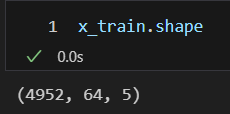 1 x_train.shape
0.0s
(4952, 64, 5)